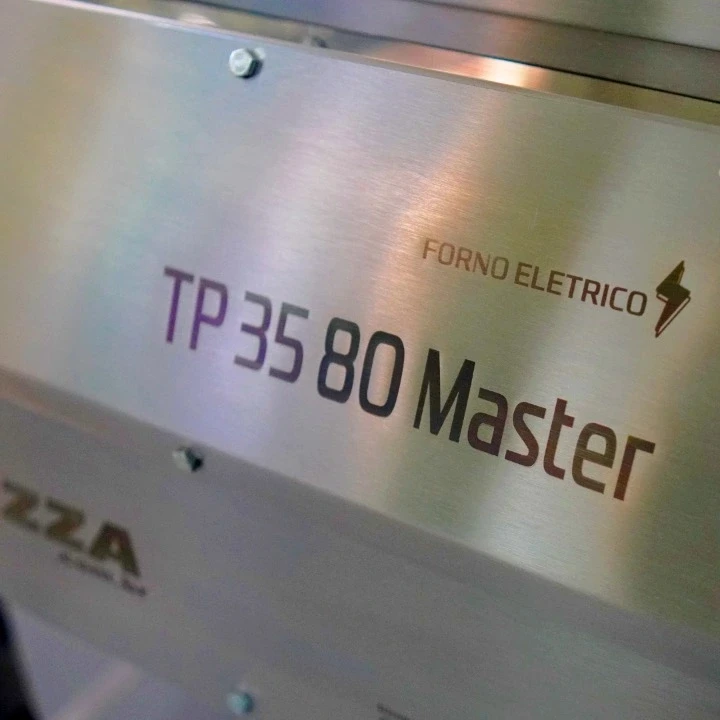 FORNO ELETRICO
TP 35 80 Master
ZZA